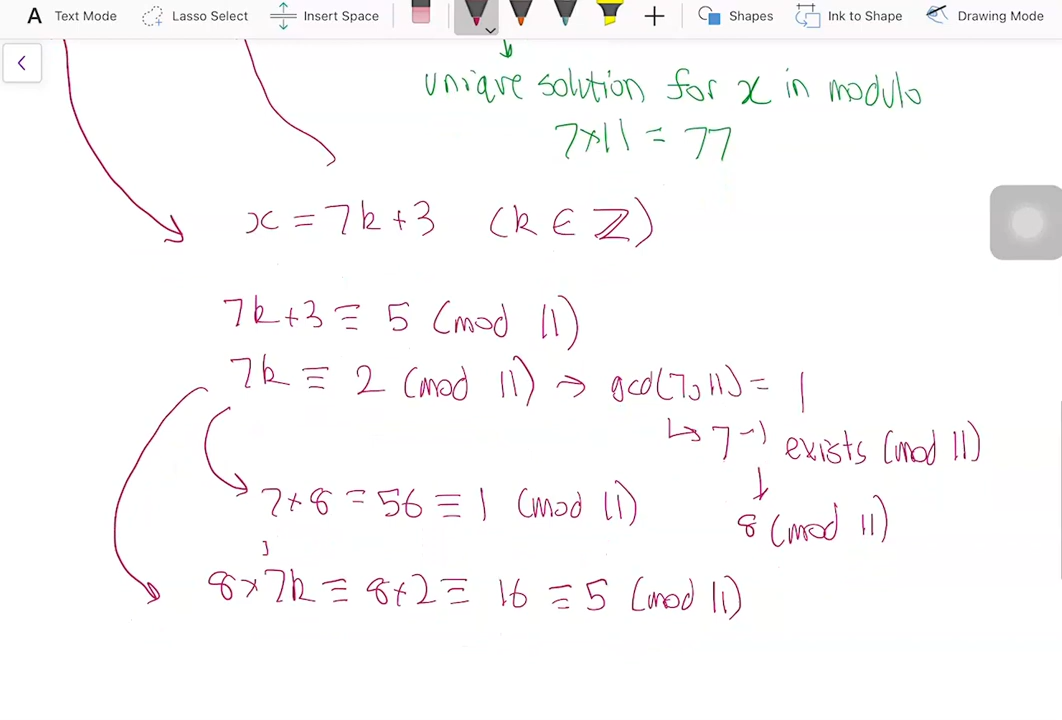 A Text Mode Lasso Select Insert Space Shapes Ink to Shape Drawing Mode
unique solution for x in modulo
7×11 = 77
x = 7k+3 (k ∈ ℤ)
7k+3 ≡ 5 (mod 11)
7k ≡ 2 (mod 11) → gcd(7,11) = 1
↳ 7⁻¹ exists (mod 11)
↓
7×8 = 56 ≡ 1 (mod 11)
8 (mod 11)
8×7k ≡ 8×2 ≡ 16 ≡ 5 (mod 11)